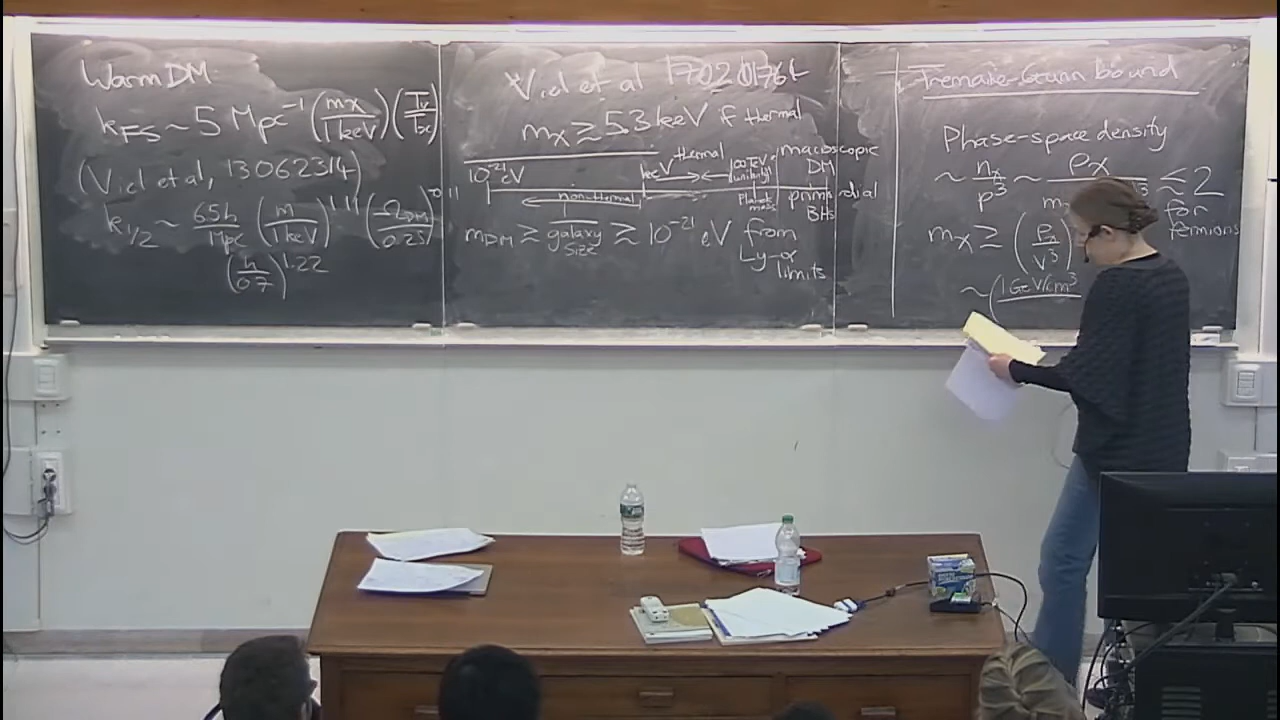 Warm DM
k_FS ~ 5 Mpc^-1 (m_X/1 keV) (T_ν/T_X)
(Viel et al, 1306.2314)
k_1/2 ~ 6.5h/Mpc (m/1 keV)^1.11 (Ω_DM/0.25)^-0.11
(h/0.7)^1.22
Viel et al 1702.01764
m_X ≳ 5.3 keV if thermal
10^-21 eV keV thermal 100 TeV (unitarity) macroscopic DM
non-thermal Planck mass primordial BHs
m_DM ≳ galaxy size ≳ 10^-21 eV from Ly-α limits
Tremaine-Gunn bound
Phase-space density
~ n_X/p^3 ~ ρ_X ≲ 2 for fermions
m_X ≳ (ρ_X/v^3)
~ (1 GeV/cm^3